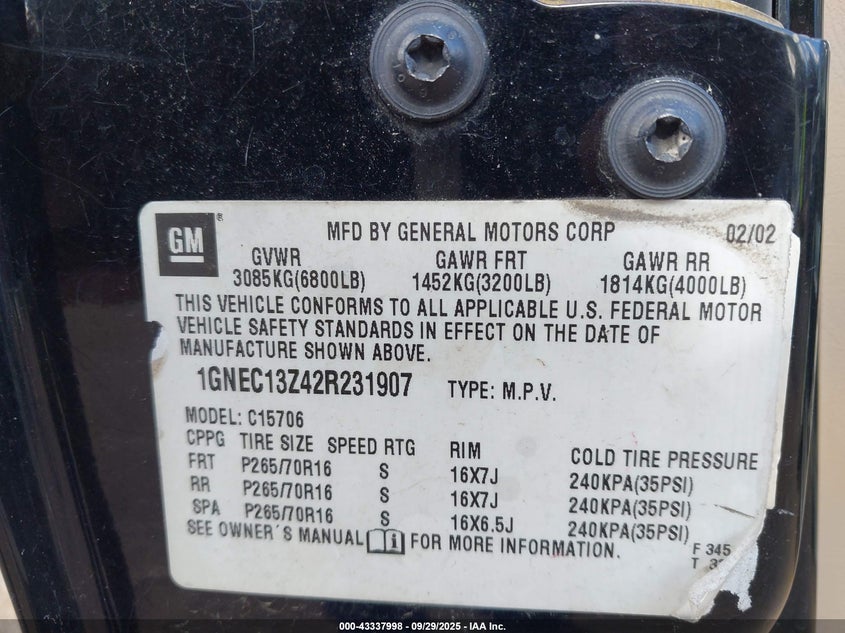 GM ®
MFD BY GENERAL MOTORS CORP 02/02
GVWR GAWR FRT GAWR RR
3085KG(6800LB) 1452KG(3200LB) 1814KG(4000LB)
THIS VEHICLE CONFORMS TO ALL APPLICABLE U.S. FEDERAL MOTOR
VEHICLE SAFETY STANDARDS IN EFFECT ON THE DATE OF
MANUFACTURE SHOWN ABOVE.
1GNEC13Z42R231907 TYPE: M.P.V.
MODEL: C15706
CPPG TIRE SIZE SPEED RTG RIM COLD TIRE PRESSURE
FRT P265/70R16 S 16X7J 240KPA(35PSI)
RR P265/70R16 S 16X7J 240KPA(35PSI)
SPA P265/70R16 S 16X6.5J 240KPA(35PSI)
SEE OWNER´S MANUAL i FOR MORE INFORMATION.
F 345
T
000-43337998 - 09/29/2025 - IAA Inc.